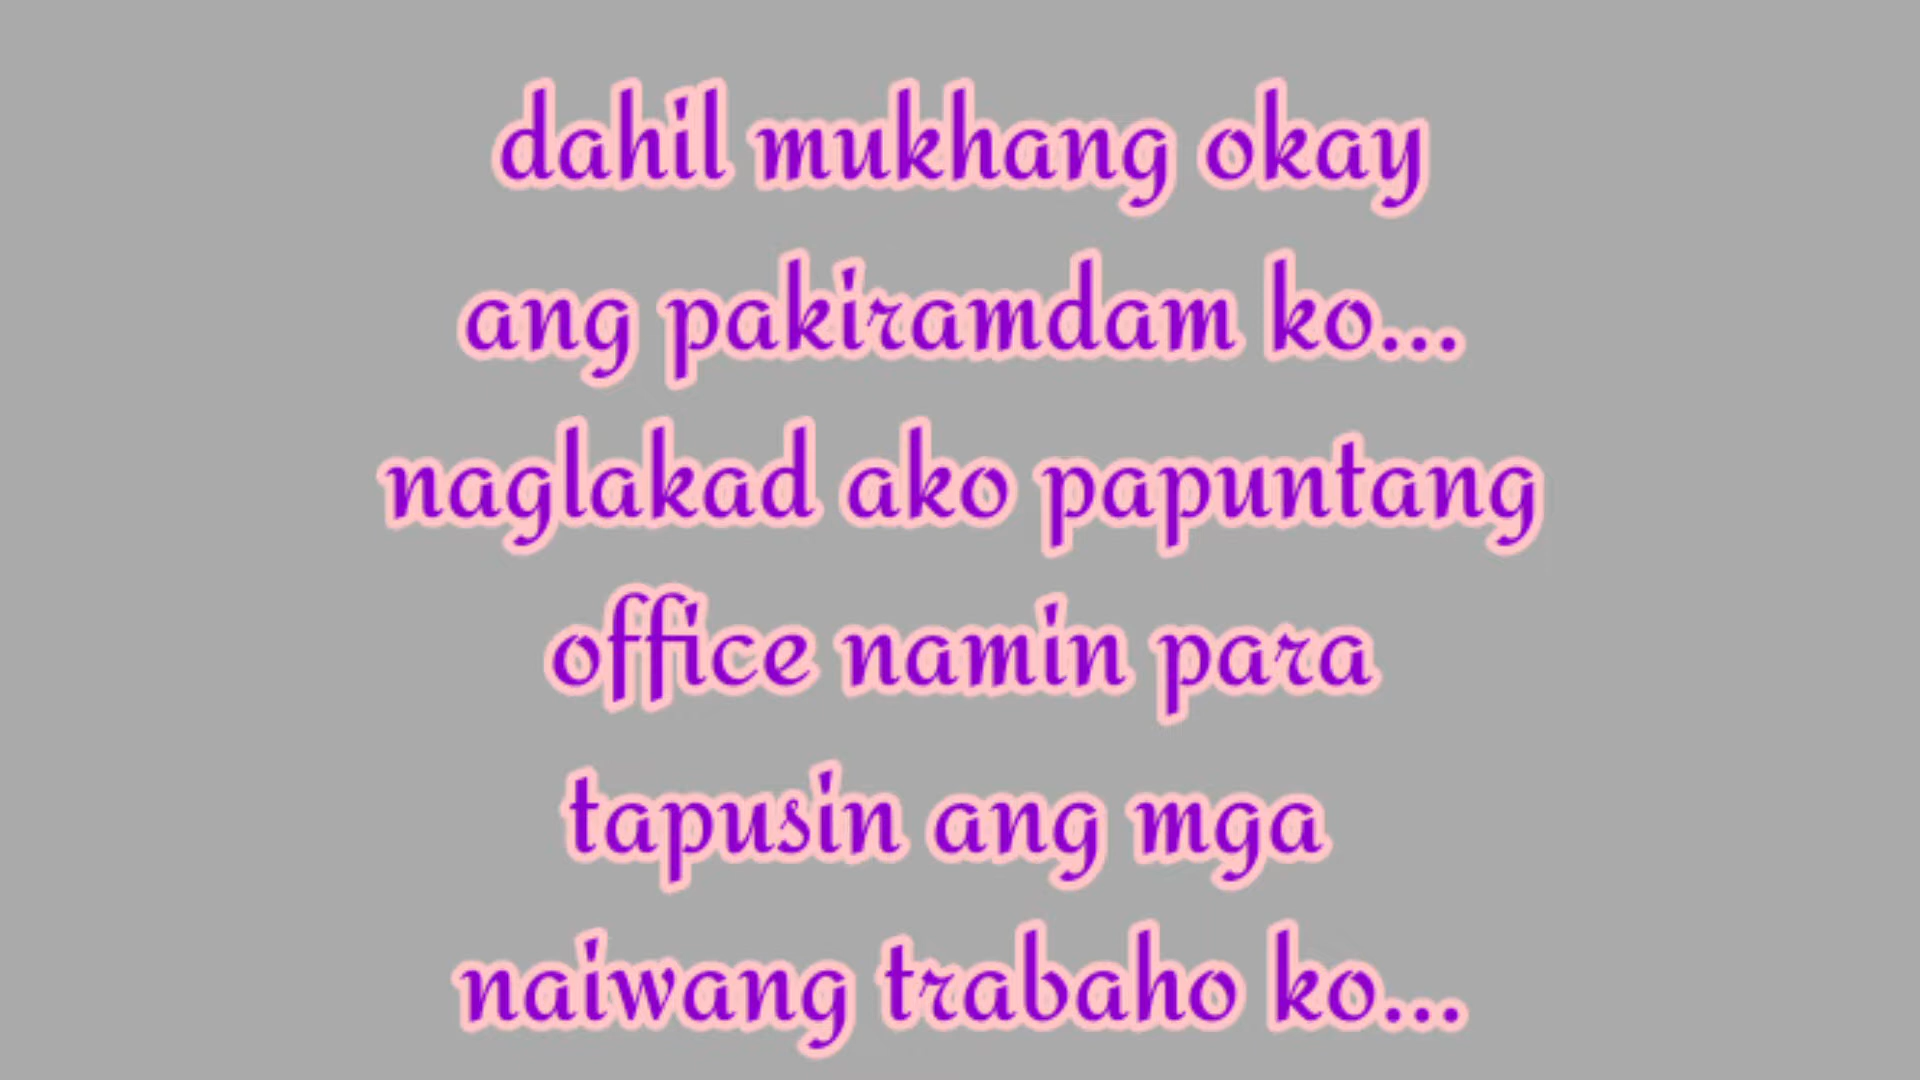 dahil mukhang okay
ang pakiramdam ko...
naglakad ako papuntang
office namin para
tapusin ang mga
naiwang trabaho ko...